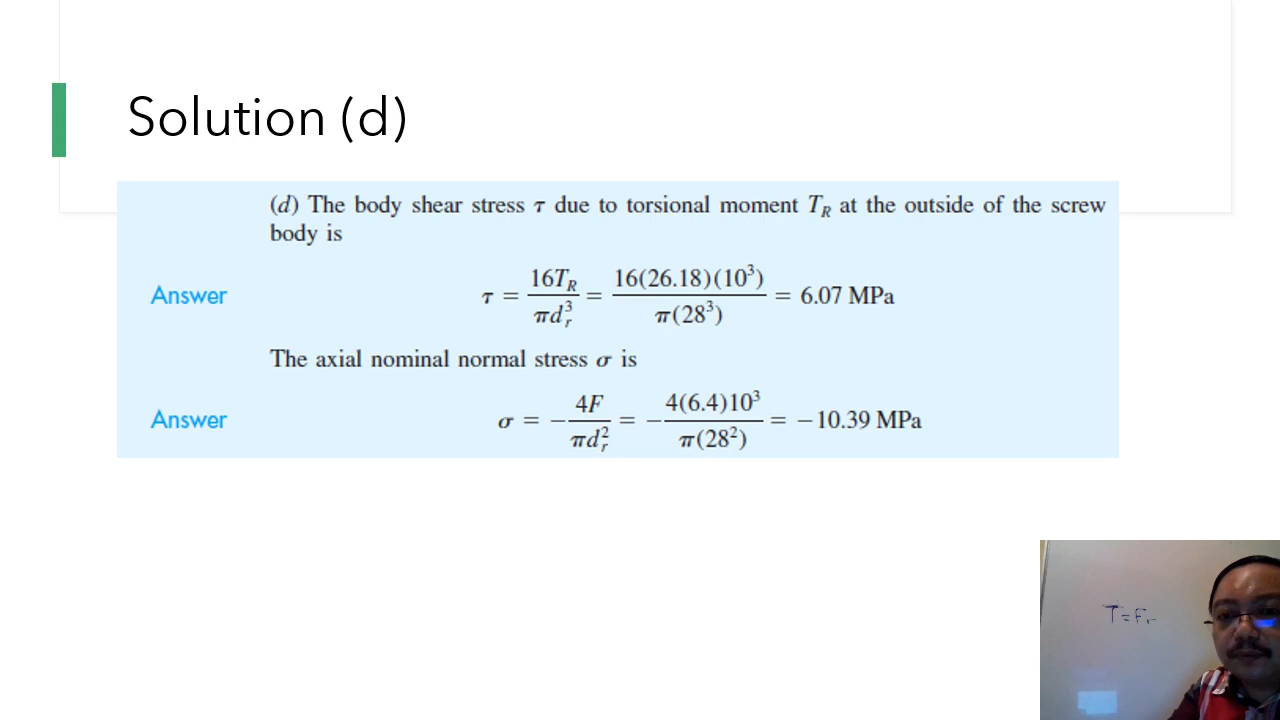 Solution (d)
(d) The body shear stress τ due to torsional moment T_R at the outside of the screw
body is
Answer τ = 16T_R / πd_r^3 = 16(26.18)(10^3) / π(28^3) = 6.07 MPa
The axial nominal normal stress σ is
Answer σ = −4F / πd_r^2 = −4(6.4)10^3 / π(28^2) = −10.39 MPa
T=Fr